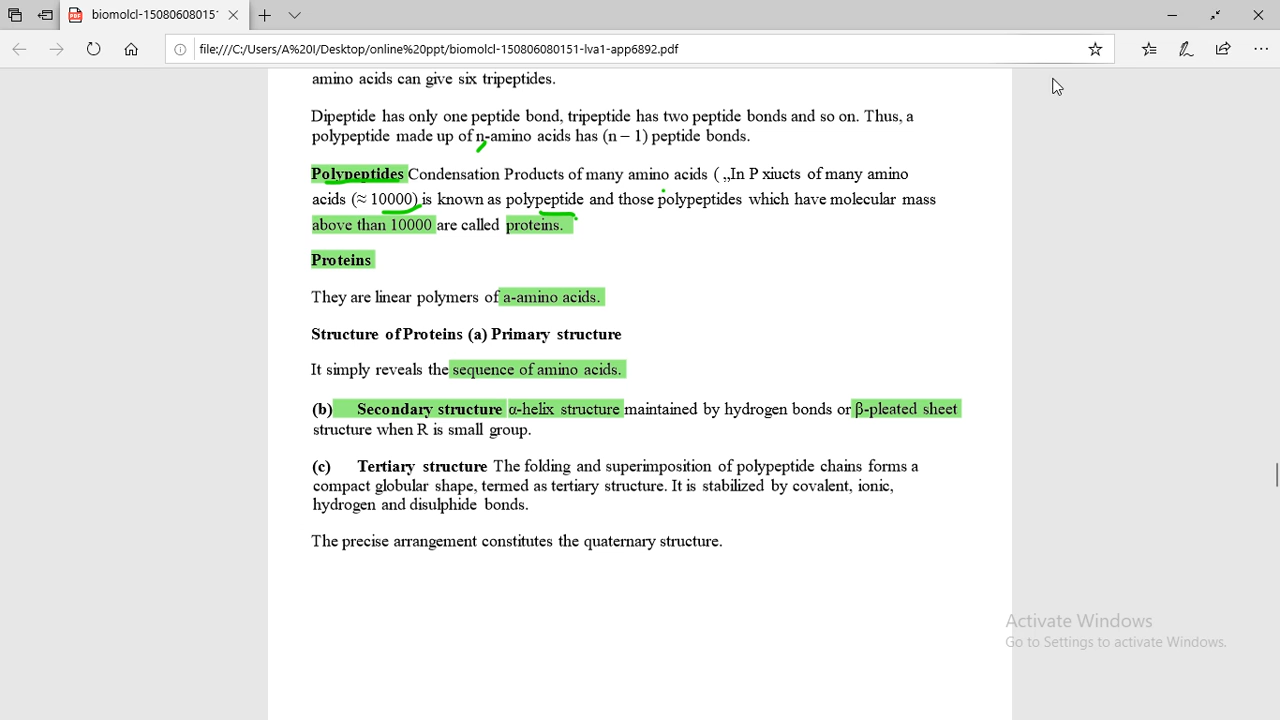 biomolcl-150806080151
file:///C:/Users/A%20I/Desktop/online%20ppt/biomolcl-150806080151-lva1-app6892.pdf
amino acids can give six tripeptides.
Dipeptide has only one peptide bond, tripeptide has two peptide bonds and so on. Thus, a
polypeptide made up of n-amino acids has (n – 1) peptide bonds.
Polypeptides Condensation Products of many amino acids ( „In P xiucts of many amino
acids (≈ 10000) is known as polypeptide and those polypeptides which have molecular mass
above than 10000 are called proteins.
Proteins
They are linear polymers of a-amino acids.
Structure of Proteins (a) Primary structure
It simply reveals the sequence of amino acids.
(b) Secondary structure α-helix structure maintained by hydrogen bonds or β-pleated sheet
structure when R is small group.
(c) Tertiary structure The folding and superimposition of polypeptide chains forms a
compact globular shape, termed as tertiary structure. It is stabilized by covalent, ionic,
hydrogen and disulphide bonds.
The precise arrangement constitutes the quaternary structure.
Activate Windows
Go to Settings to activate Windows.